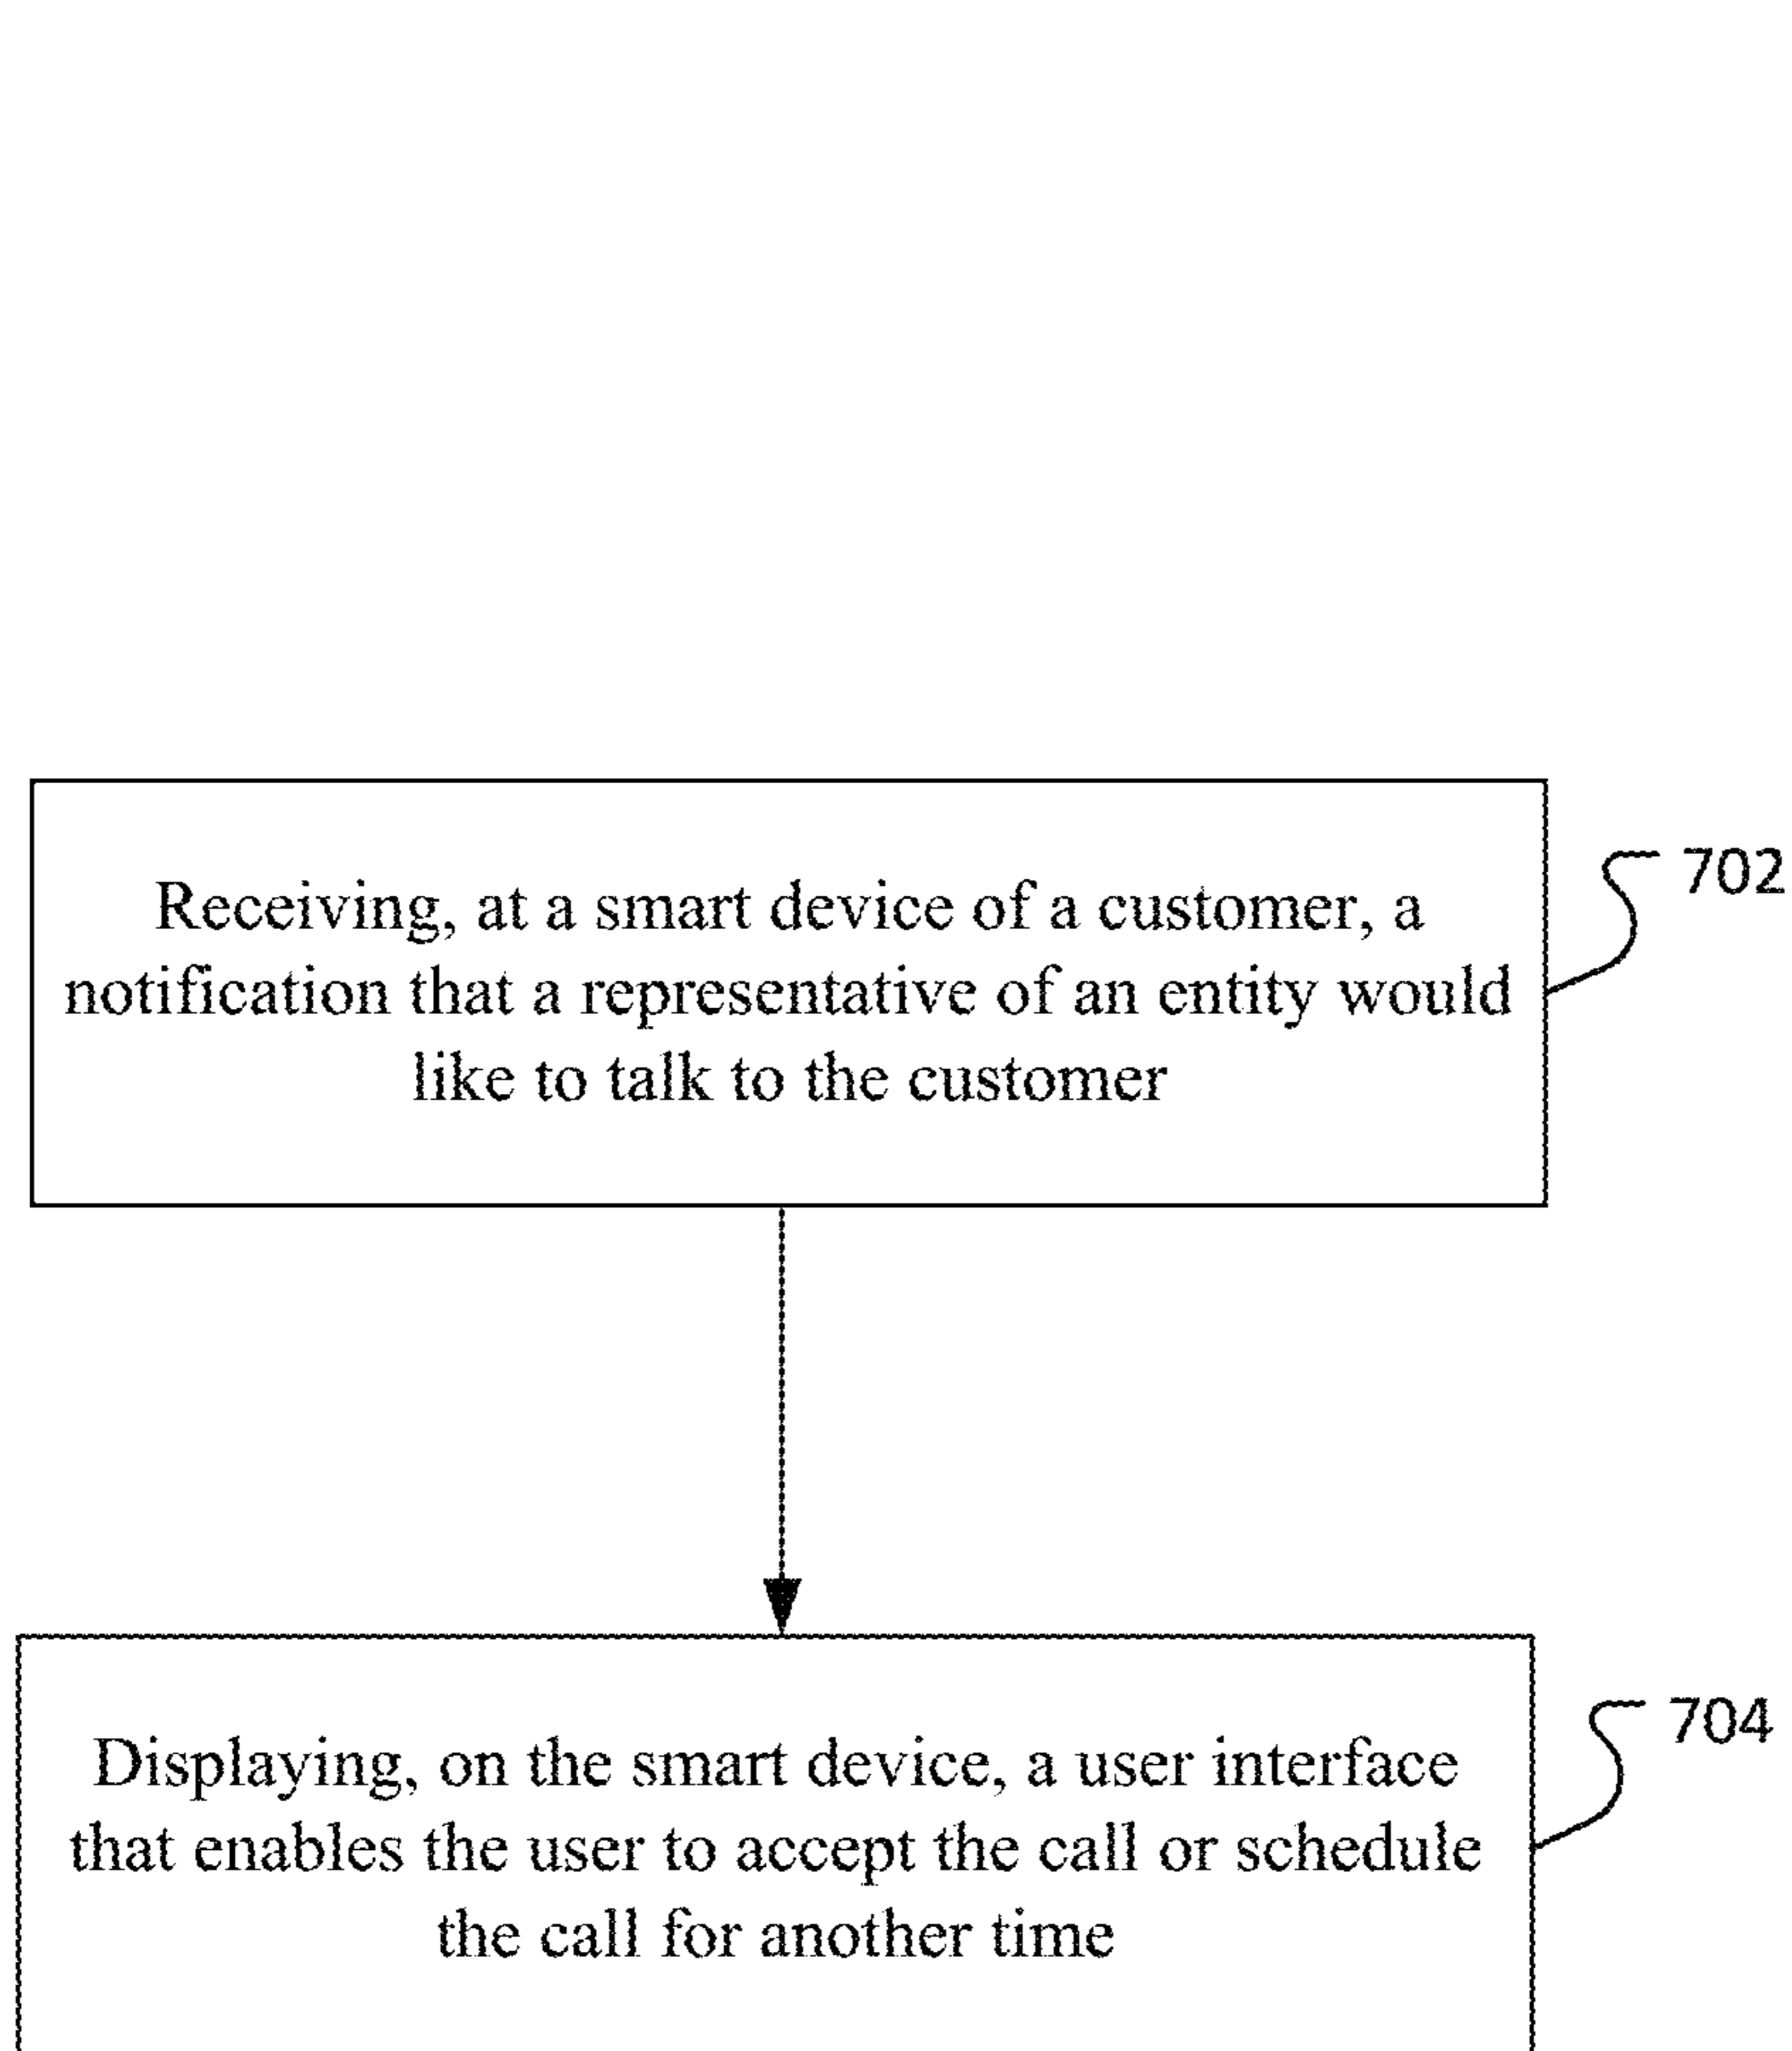 Receiving, at a smart device of a customer, a
notification that a representative of an entity would
like to talk to the customer
702
Displaying, on the smart device, a user interface
that enables the user to accept the call or schedule
the call for another time
704